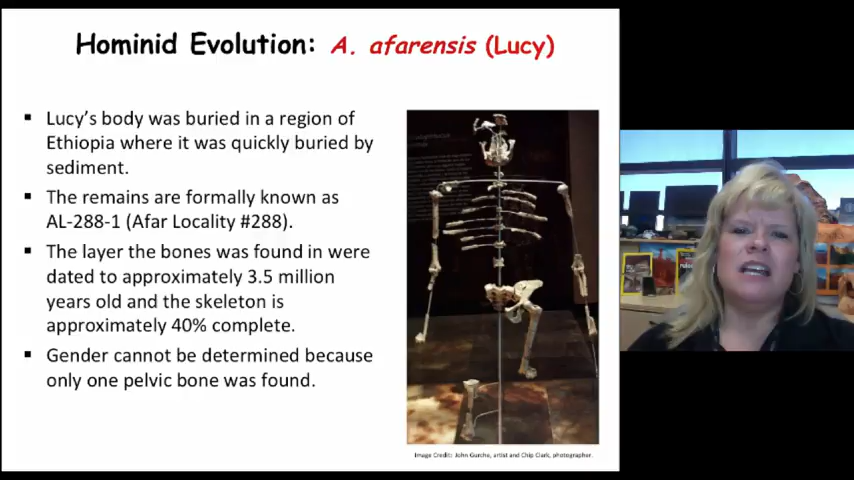 Hominid Evolution: A. afarensis (Lucy)
▪ Lucy's body was buried in a region of
Ethiopia where it was quickly buried by
sediment.
▪ The remains are formally known as
AL-288-1 (Afar Locality #288).
▪ The layer the bones was found in were
dated to approximately 3.5 million
years old and the skeleton is
approximately 40% complete.
▪ Gender cannot be determined because
only one pelvic bone was found.
Image Credit: John Gurche, artist and Chip Clark, photographer.